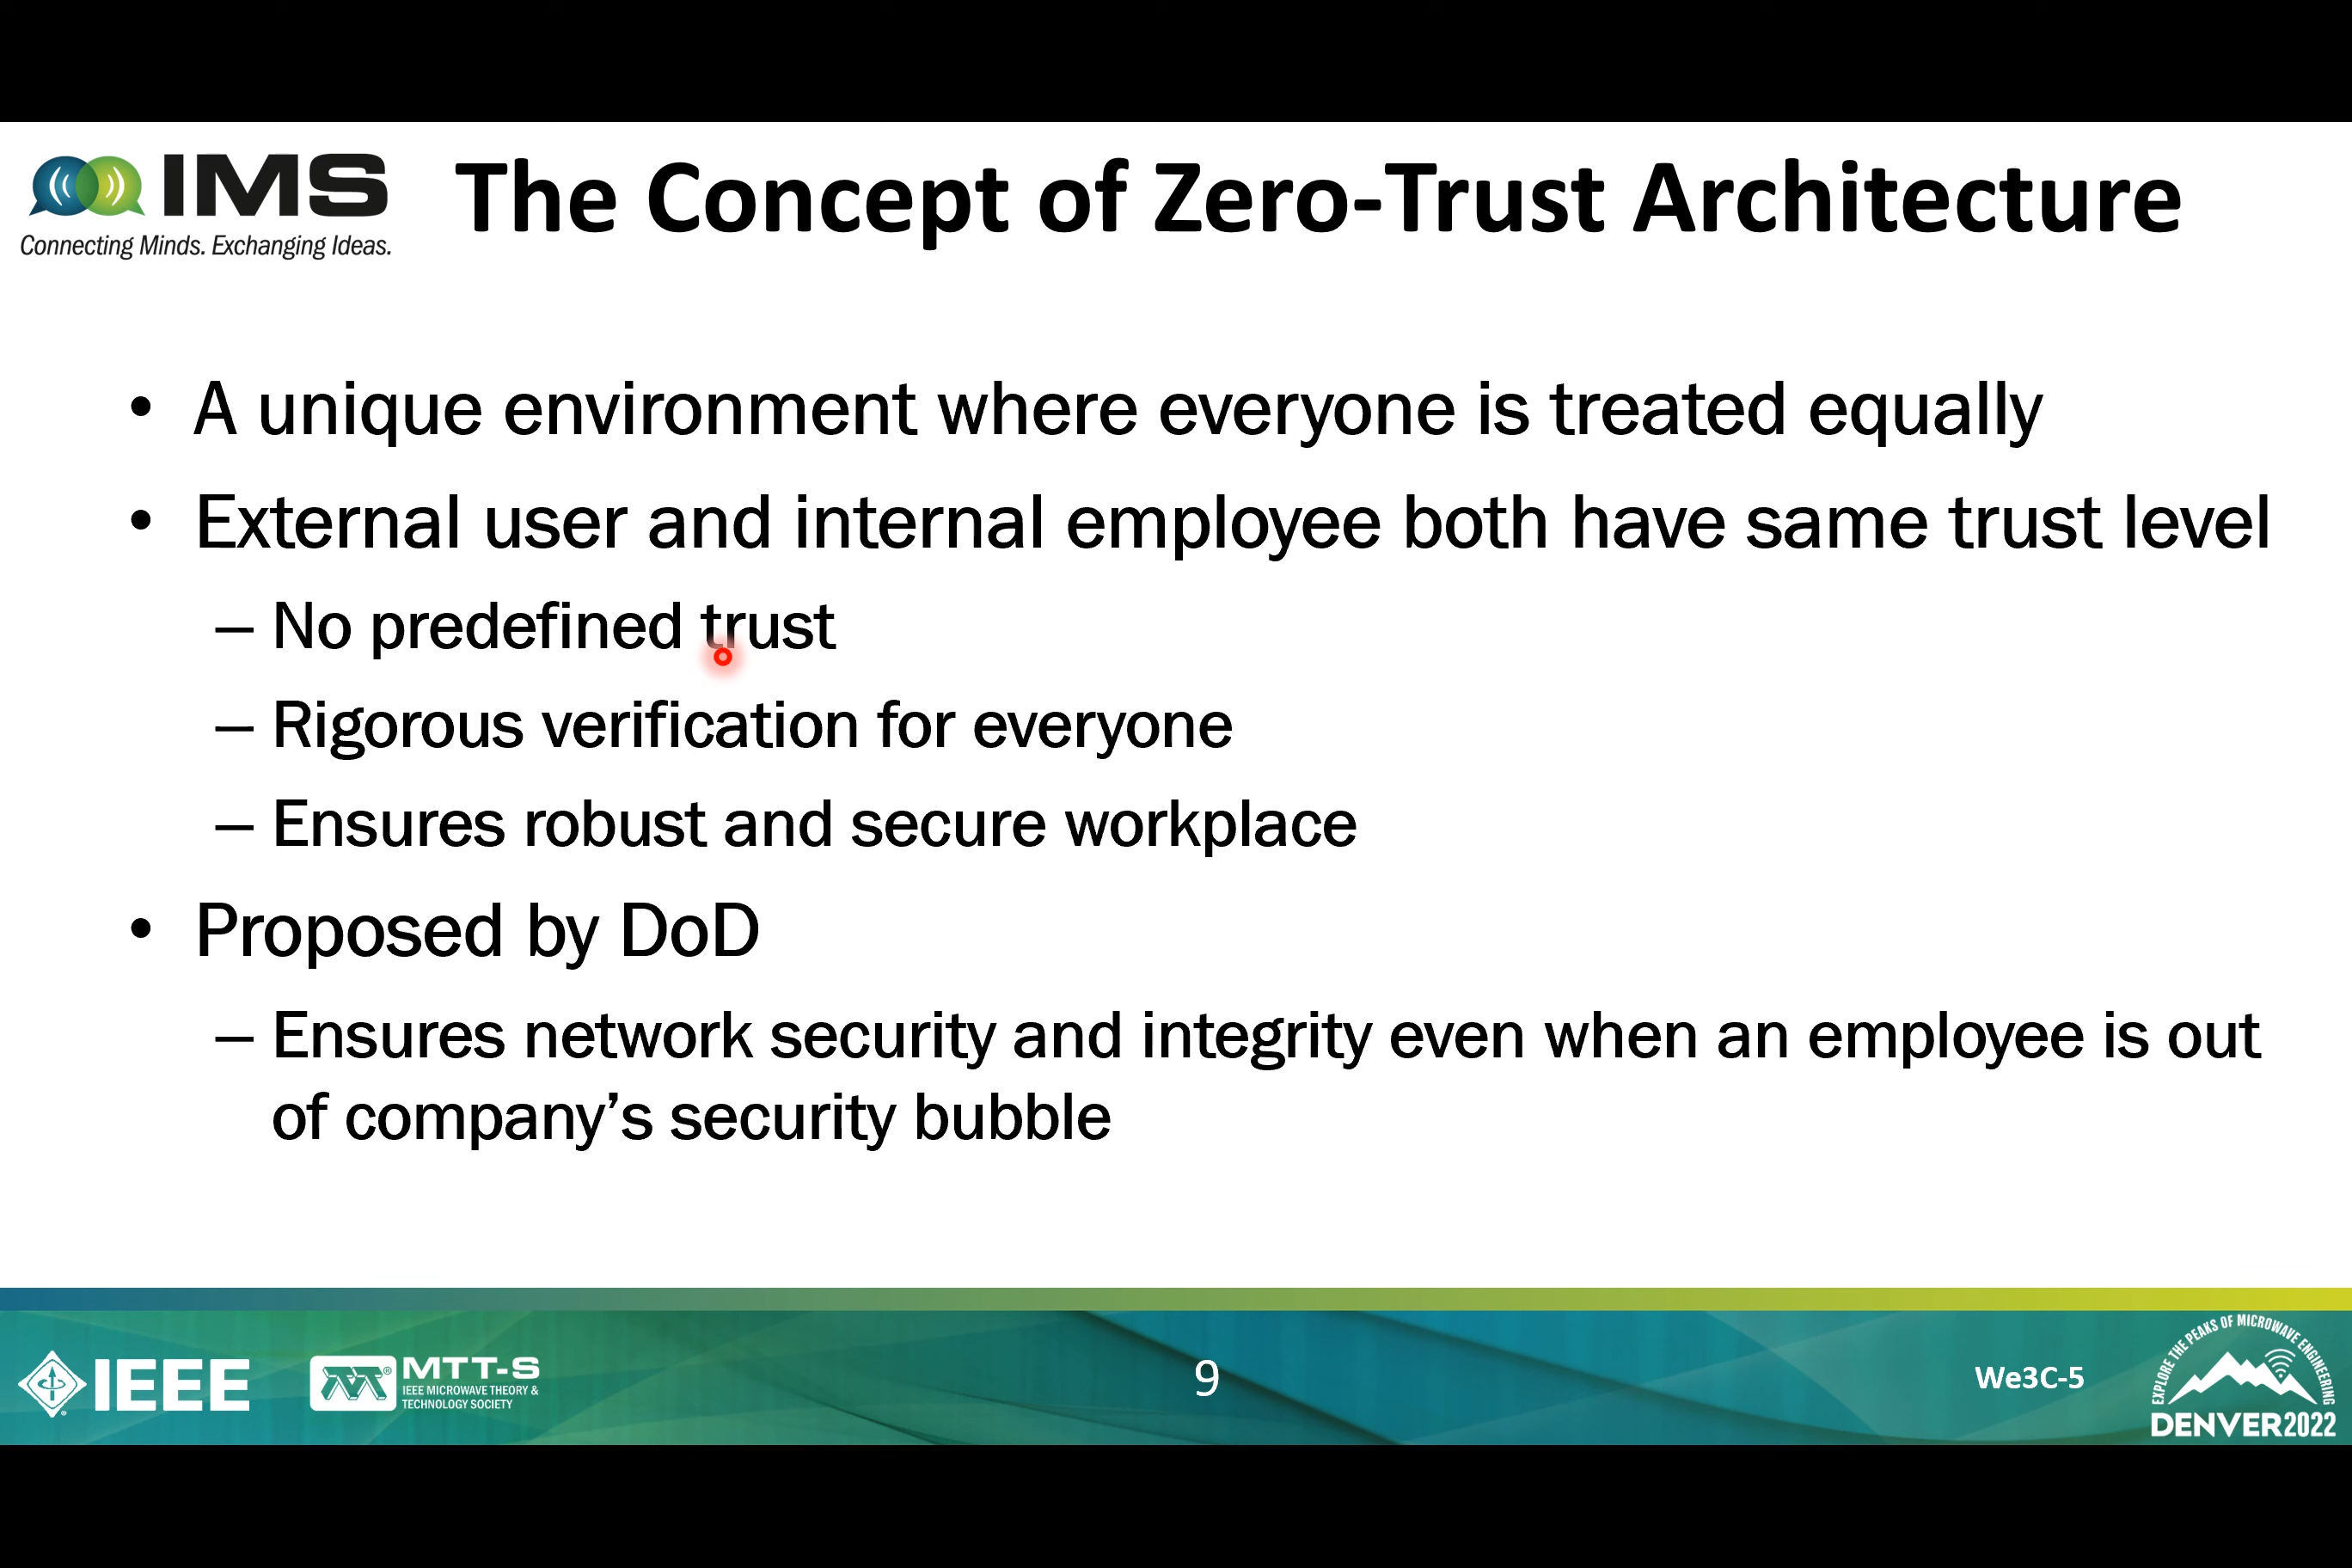 IMS
Connecting Minds. Exchanging Ideas.
The Concept of Zero-Trust Architecture
• A unique environment where everyone is treated equally
• External user and internal employee both have same trust level
– No predefined trust
– Rigorous verification for everyone
– Ensures robust and secure workplace
• Proposed by DoD
– Ensures network security and integrity even when an employee is out
of company’s security bubble
IEEE
MTT-S
IEEE MICROWAVE THEORY &
TECHNOLOGY SOCIETY
9
We3C-5
EXPLORE THE PEAKS OF MICROWAVE ENGINEERING
DENVER2022